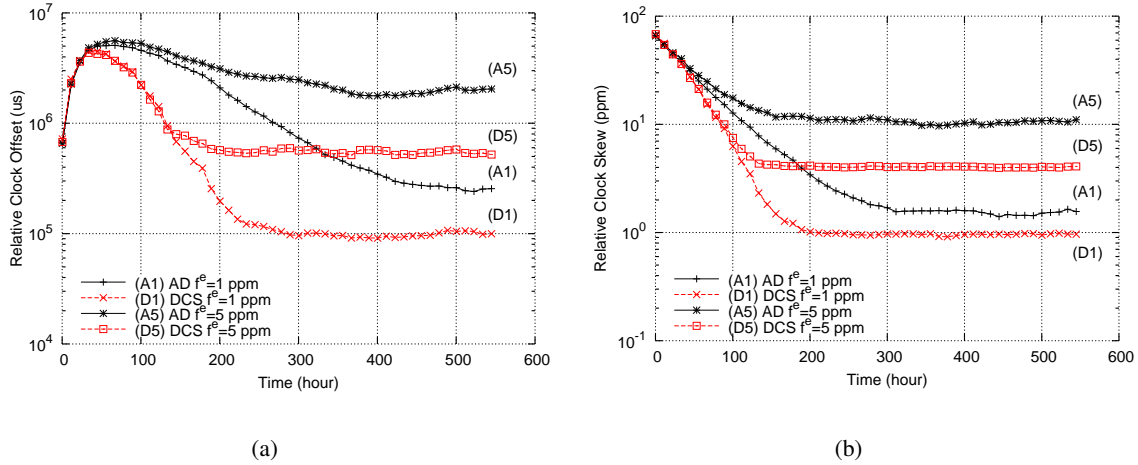 10^7
10^6
10^5
10^4
Relative Clock Offset (us)
(A5)
(D5)
(A1)
(D1)
(A1) AD f^e=1 ppm
(D1) DCS f^e=1 ppm
(A5) AD f^e=5 ppm
(D5) DCS f^e=5 ppm
0 100 200 300 400 500 600
Time (hour)
(a)
10^2
10^1
10^0
10^-1
Relative Clock Skew (ppm)
(A5)
(D5)
(A1)
(D1)
(A1) AD f^e=1 ppm
(D1) DCS f^e=1 ppm
(A5) AD f^e=5 ppm
(D5) DCS f^e=5 ppm
0 100 200 300 400 500 600
Time (hour)
(b)